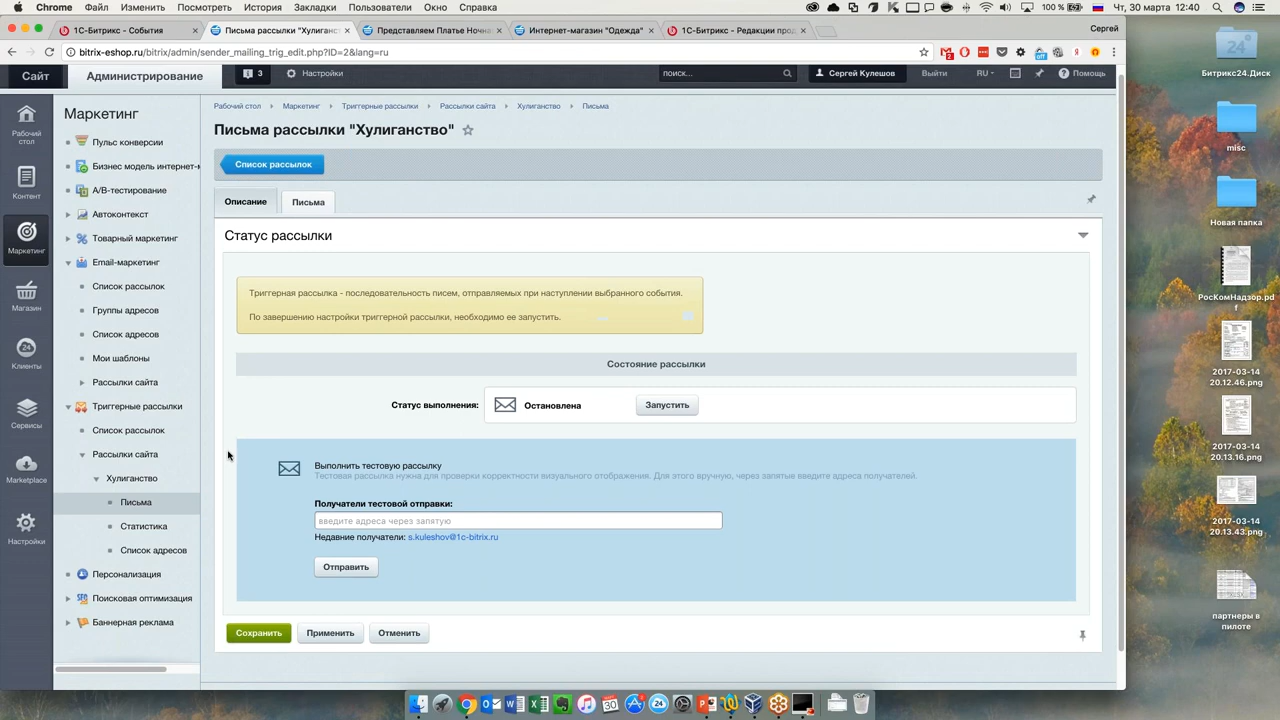 Chrome Файл Изменить Посмотреть История Закладки Пользователи Окно Справка 100 % Чт, 30 марта 12:40
1С-Битрикс - События × Письма рассылки "Хулиганств × Представляем Платье Ночна × Интернет-магазин "Одежда" × 1С-Битрикс - Редакции прод × Сергей
bitrix-eshop.ru/bitrix/admin/sender_mailing_trig_edit.php?ID=2&lang=ru
Сайт Администрование 3 Настройки поиск... Сергей Кулешов Выйти RU Помощь
Рабочий стол
Контент
Маркетинг
Магазин
24
Клиенты
Сервисы
Marketplace
Настройки
Маркетинг
Пульс конверсии
Бизнес модель интернет-м
А/В-тестирование
Автоконтекст
Товарный маркетинг
Email-маркетинг
Список рассылок
Группы адресов
Список адресов
Мои шаблоны
Рассылки сайта
Триггерные рассылки
Список рассылок
Рассылки сайта
Хулиганство
Письма
Статистика
Список адресов
Персонализация
Поисковая оптимизация
Баннерная реклама
Рабочий стол Маркетинг Триггерные рассылки Рассылки сайта Хулиганство Письма
Письма рассылки "Хулиганство"
Список рассылок
Описание Письма
Статус рассылки
Триггерная рассылка - последовательность писем, отправляемых при наступлении выбранного события.
По завершению настройки триггерной рассылки, необходимо ее запустить.
Состояние рассылки
Статус выполнения: Остановлена Запустить
Выполнить тестовую рассылку
Тестовая рассылка нужна для проверки корректности визуального отображения. Для этого вручную, через запятые введите адреса получателей.
Получатели тестовой отправки:
введите адреса через запятую
Недавние получатели: s.kuleshov@1c-bitrix.ru
Отправить
Сохранить Применить Отменить
24
Битрикс24.Диск
misc
Новая папка
РосКомНадзор.pd
f
2017-03-14
20.12.46.png
2017-03-14
20.13.16.png
2017-03-14
20.13.43.png
партнеры в
пилоте